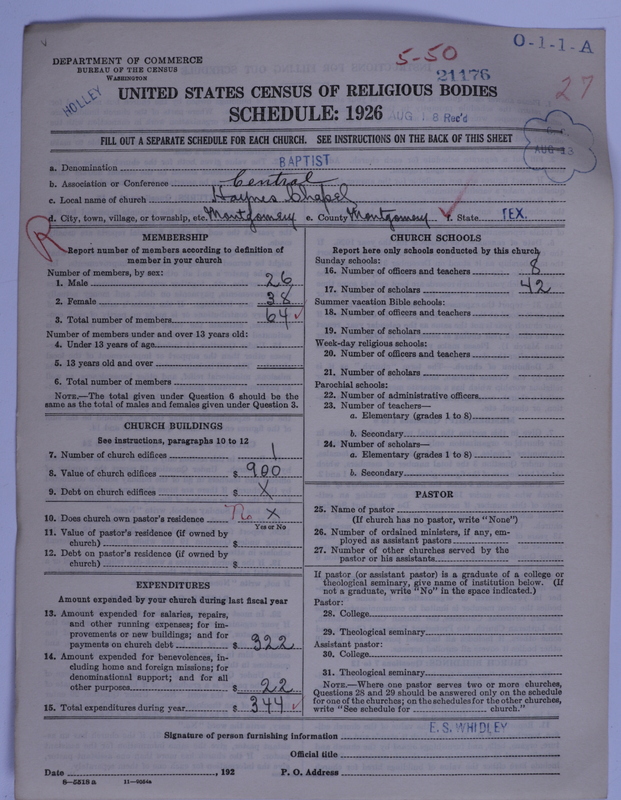 O-1-1-A
5-50
DEPARTMENT OF COMMERCE
BUREAU OF THE CENSUS
WASHINGTON
21176
27
HOLLEY
UNITED STATES CENSUS OF RELIGIOUS BODIES
SCHEDULE: 1926
AUG 18 Rec'd
FILL OUT A SEPARATE SCHEDULE FOR EACH CHURCH. SEE INSTRUCTIONS ON THE BACK OF THIS SHEET
AUG 13
a. Denomination BAPTIST
b. Association or Conference Central
c. Local name of church Haynes Chapel
d. City, town, village, or township, etc. Montgomery e. County Montgomery f. State TEX.
R
MEMBERSHIP
Report number of members according to definition of
member in your church
Number of members, by sex:
1. Male 26
2. Female 38
3. Total number of members 64
Number of members under and over 13 years old:
4. Under 13 years of age
5. 13 years old and over
6. Total number of members
NOTE.—The total given under Question 6 should be the
same as the total of males and females given under Question 3.
CHURCH BUILDINGS
See instructions, paragraphs 10 to 12
7. Number of church edifices 1
8. Value of church edifices $ 900
9. Debt on church edifices $ X
10. Does church own pastor's residence No X
Yes or No
11. Value of pastor's residence (if owned by
church) $
12. Debt on pastor's residence (if owned by
church) $
EXPENDITURES
Amount expended by your church during last fiscal year
13. Amount expended for salaries, repairs,
and other running expenses; for im-
provements or new buildings; and for
payments on church debt $ 322
14. Amount expended for benevolences, in-
cluding home and foreign missions; for
denominational support; and for all
other purposes $ 22
15. Total expenditures during year $ 344
CHURCH SCHOOLS
Report here only schools conducted by this church
Sunday schools:
16. Number of officers and teachers 8
17. Number of scholars 42
Summer vacation Bible schools:
18. Number of officers and teachers
19. Number of scholars
Week-day religious schools:
20. Number of officers and teachers
21. Number of scholars
Parochial schools:
22. Number of administrative officers
23. Number of teachers—
a. Elementary (grades 1 to 8)
b. Secondary
24. Number of scholars—
a. Elementary (grades 1 to 8)
b. Secondary
PASTOR
25. Name of pastor
(If church has no pastor, write "None")
26. Number of ordained ministers, if any, em-
ployed as assistant pastors
27. Number of other churches served by the
pastor or his assistants
If pastor (or assistant pastor) is a graduate of a college or
theological seminary, give name of institution below. (If
not a graduate, write "No" in the space indicated.)
Pastor:
28. College
29. Theological seminary
Assistant pastor:
30. College
31. Theological seminary
NOTE.—Where one pastor serves two or more churches,
Questions 28 and 29 should be answered only on the schedule
for one of the churches; on the schedules for the other churches,
write "See schedule for church."
Signature of person furnishing information E. S. WHIDLEY
Official title
Date , 192 P. O. Address
8—5518 a 11—9084a